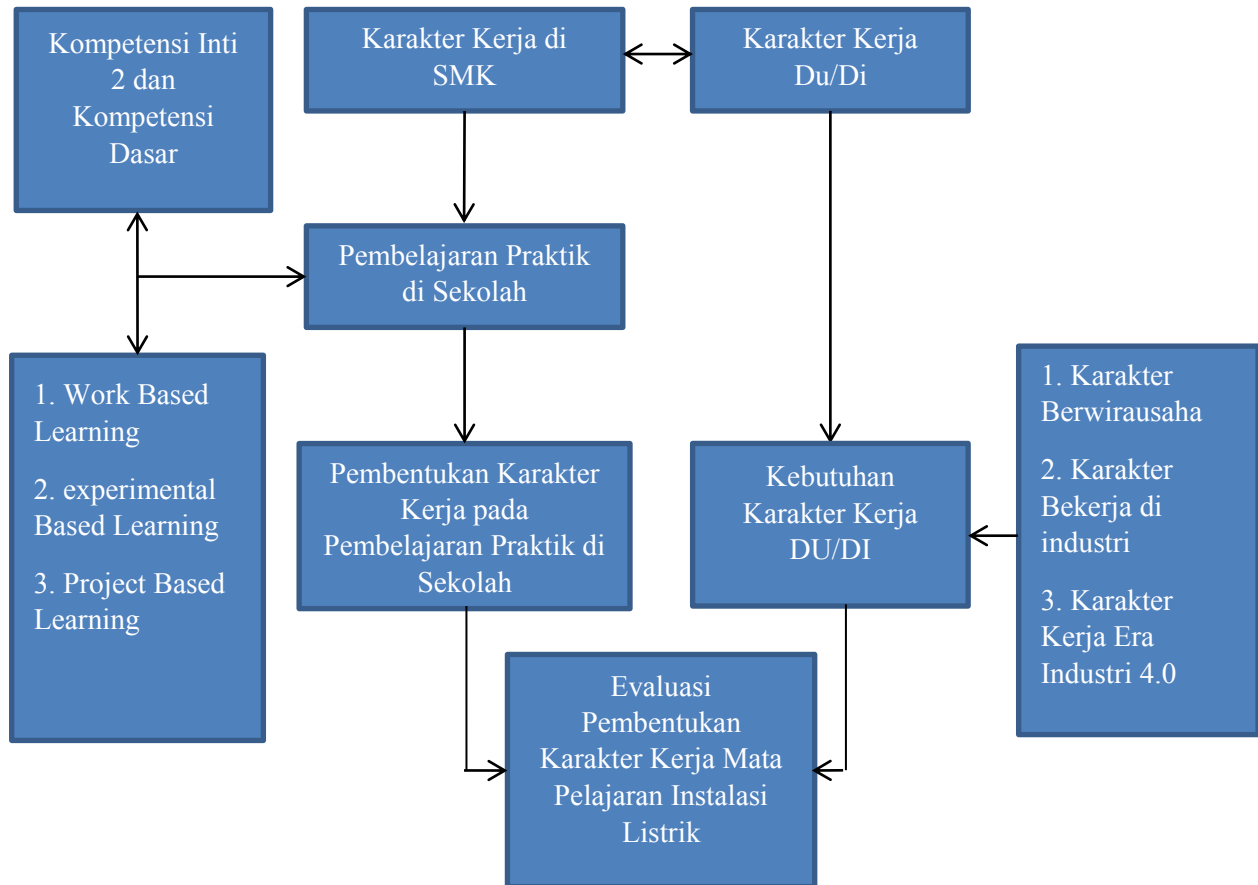 Kompetensi Inti
2 dan
Kompetensi
Dasar
Karakter Kerja di
SMK
Karakter Kerja
Du/Di
Pembelajaran Praktik
di Sekolah
1. Work Based
Learning
2. experimental
Based Learning
3. Project Based
Learning
Pembentukan Karakter
Kerja pada
Pembelajaran Praktik di
Sekolah
Kebutuhan
Karakter Kerja
DU/DI
1. Karakter
Berwirausaha
2. Karakter
Bekerja di
industri
3. Karakter
Kerja Era
Industri 4.0
Evaluasi
Pembentukan
Karakter Kerja Mata
Pelajaran Instalasi
Listrik